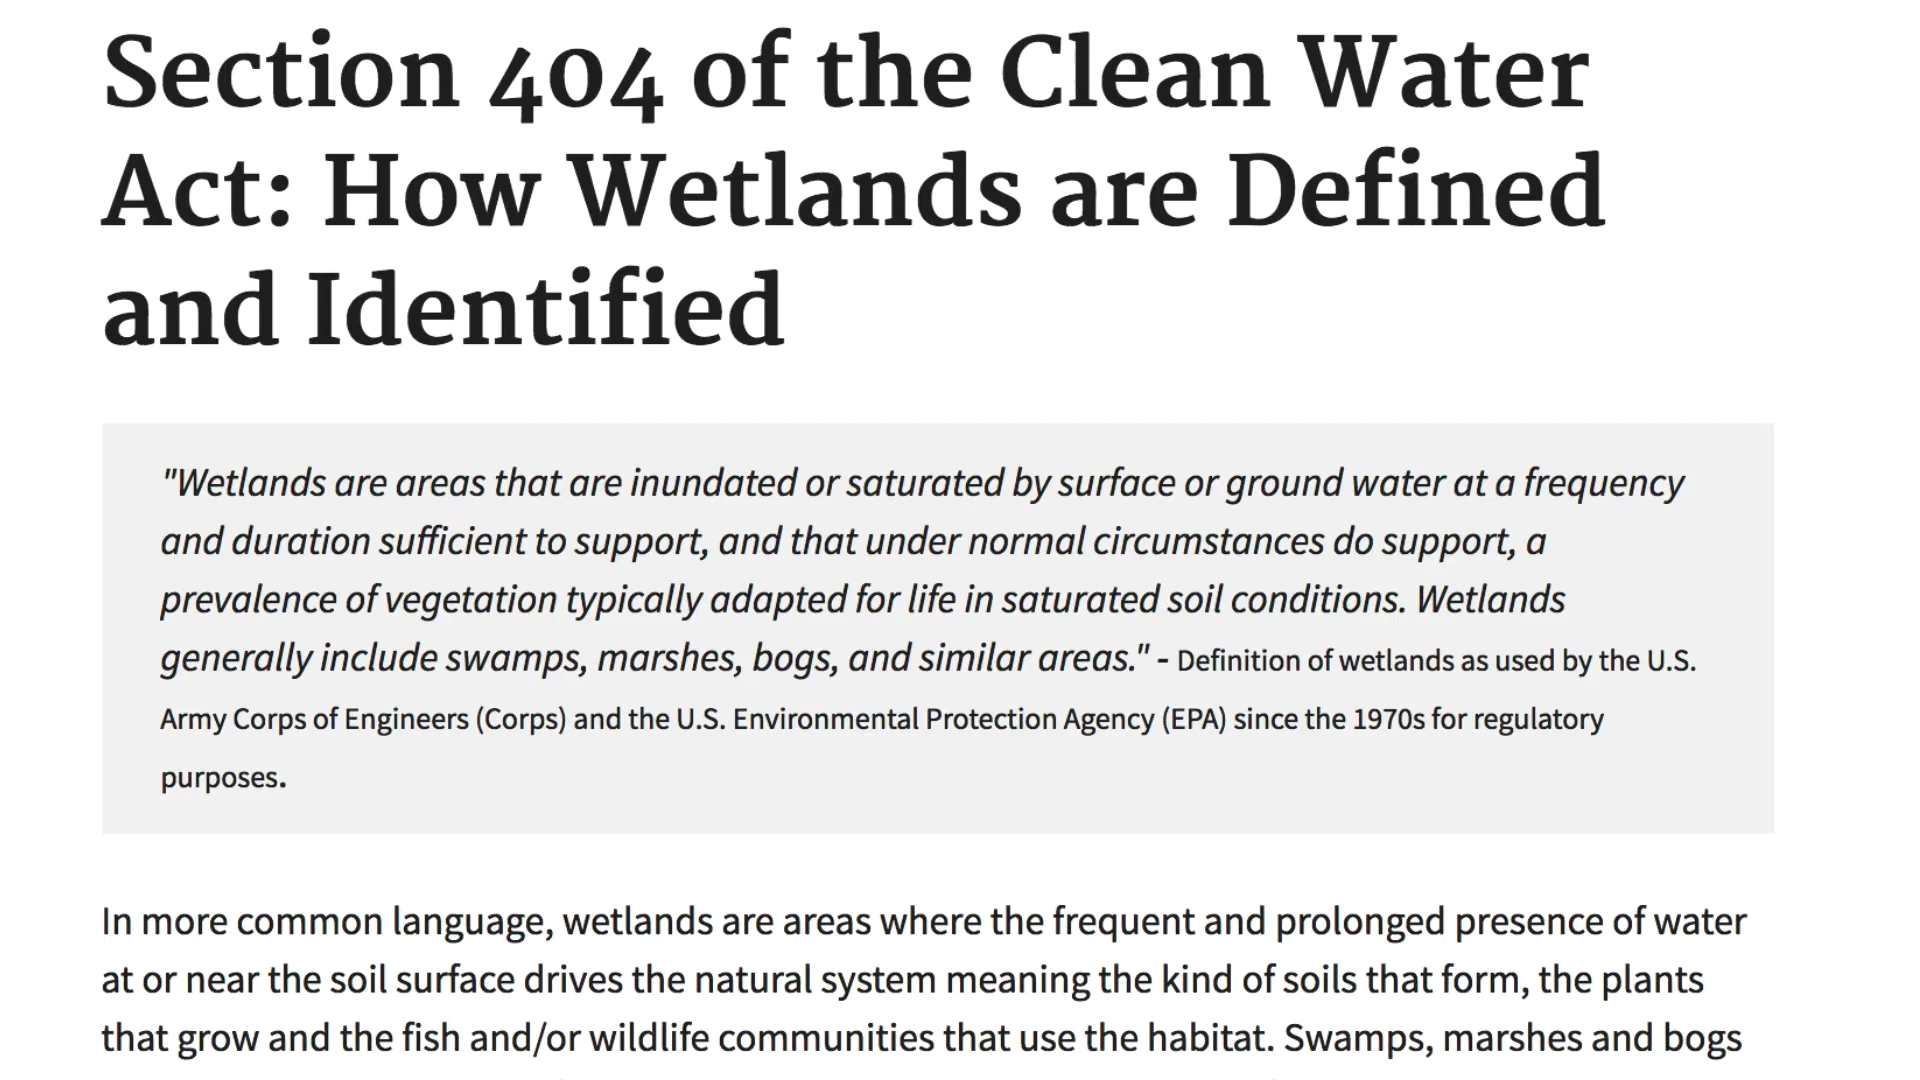 Section 404 of the Clean Water
Act: How Wetlands are Defined
and Identified
"Wetlands are areas that are inundated or saturated by surface or ground water at a frequency
and duration sufficient to support, and that under normal circumstances do support, a
prevalence of vegetation typically adapted for life in saturated soil conditions. Wetlands
generally include swamps, marshes, bogs, and similar areas." - Definition of wetlands as used by the U.S.
Army Corps of Engineers (Corps) and the U.S. Environmental Protection Agency (EPA) since the 1970s for regulatory
purposes.
In more common language, wetlands are areas where the frequent and prolonged presence of water
at or near the soil surface drives the natural system meaning the kind of soils that form, the plants
that grow and the fish and/or wildlife communities that use the habitat. Swamps, marshes and bogs